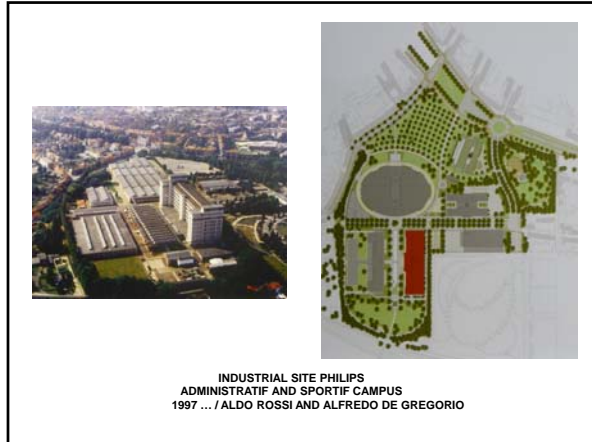 INDUSTRIAL SITE PHILIPS
ADMINISTRATIF AND SPORTIF CAMPUS
1997 ... / ALDO ROSSI AND ALFREDO DE GREGORIO